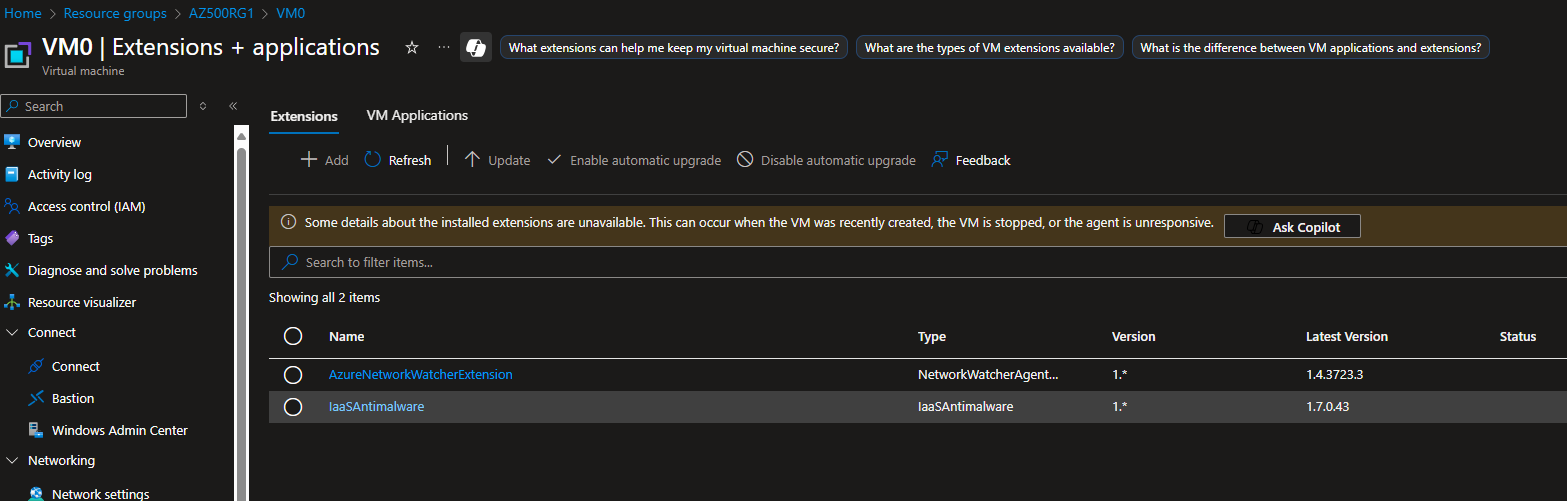 Home > Resource groups > AZ500RG1 > VM0
VM0 | Extensions + applications
What extensions can help me keep my virtual machine secure?
What are the types of VM extensions available?
What is the difference between VM applications and extensions?
Virtual machine
Search
Overview
Activity log
Access control (IAM)
Tags
Diagnose and solve problems
Resource visualizer
Connect
Connect
Bastion
Windows Admin Center
Networking
Network settings
Extensions VM Applications
Add Refresh Update Enable automatic upgrade Disable automatic upgrade Feedback
Some details about the installed extensions are unavailable. This can occur when the VM was recently created, the VM is stopped, or the agent is unresponsive. Ask Copilot
Search to filter items...
Showing all 2 items
Name Type Version Latest Version Status
AzureNetworkWatcherExtension NetworkWatcherAgent... 1.* 1.4.3723.3
IaaSAntimalware IaaSAntimalware 1.* 1.7.0.43